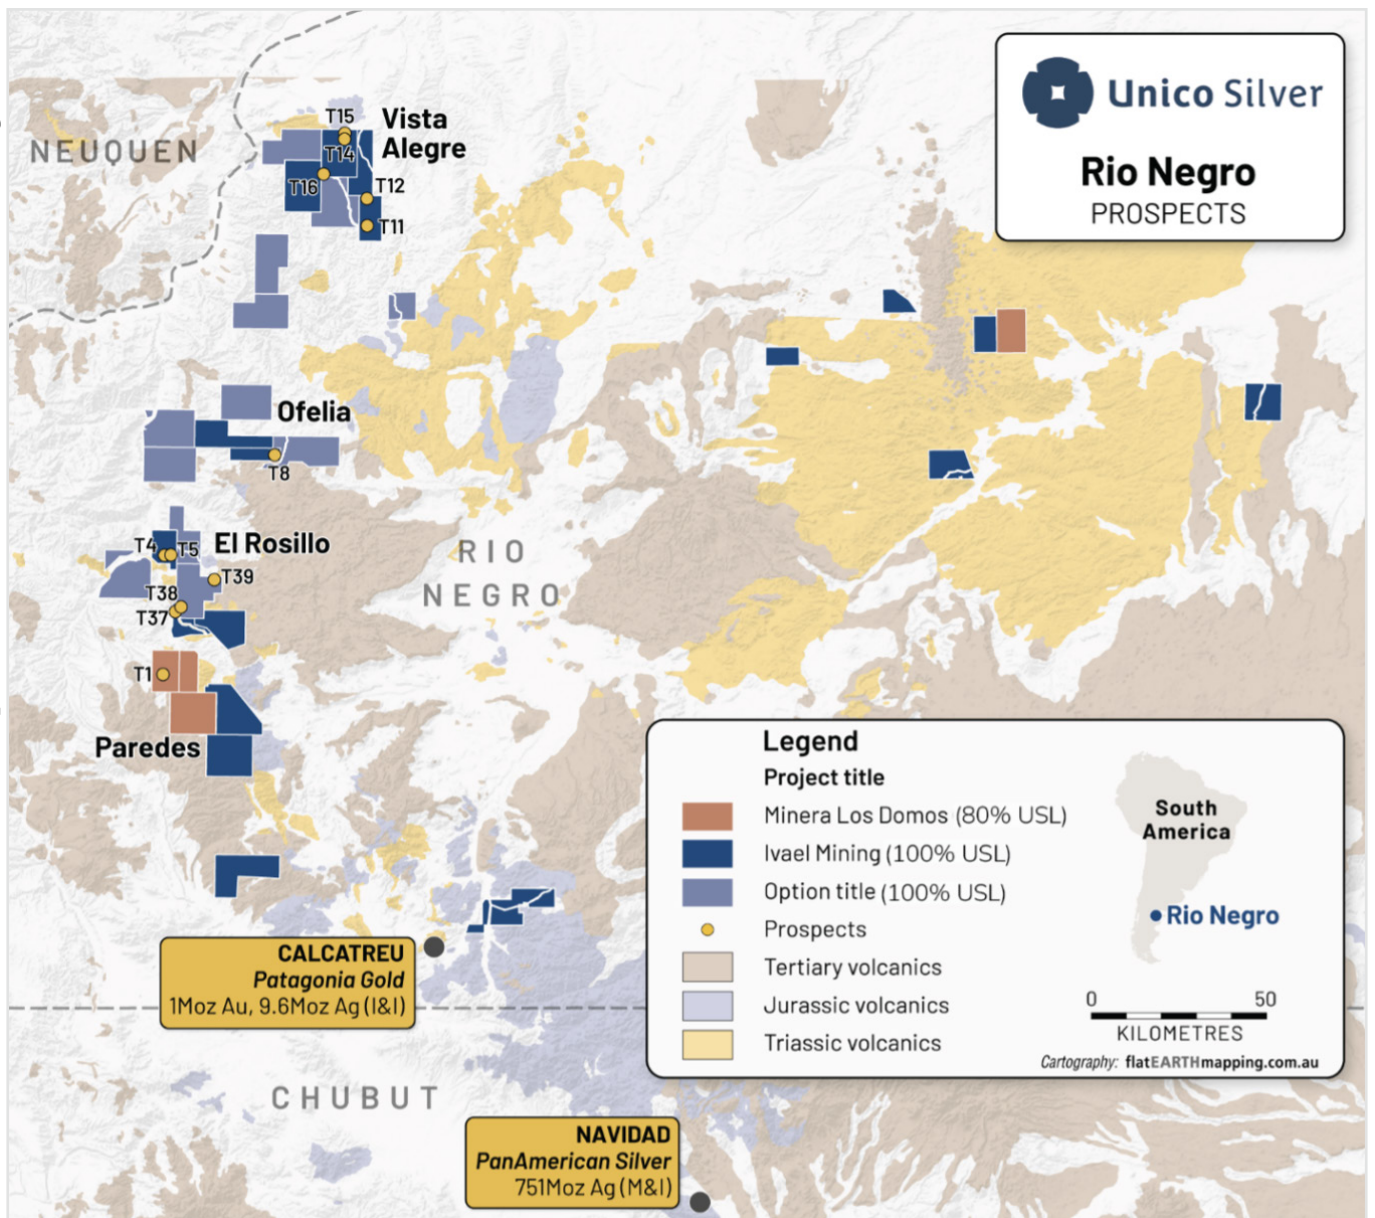 Unico Silver
Rio Negro
PROSPECTS
NEUQUEN
T15
Vista
Alegre
T14
T16
T12
T11
Ofelia
T8
T4
T5
El Rosillo
T39
T38
T37
RIO
NEGRO
T1
Paredes
CALCATREU
Patagonia Gold
1Moz Au, 9.6Moz Ag (I&I)
CHUBUT
NAVIDAD
PanAmerican Silver
751Moz Ag (M&I)
Legend
Project title
Minera Los Domos (80% USL)
Ivael Mining (100% USL)
Option title (100% USL)
Prospects
Tertiary volcanics
Jurassic volcanics
Triassic volcanics
South
America
Rio Negro
0 50
KILOMETRES
Cartography: flatEARTHmapping.com.au